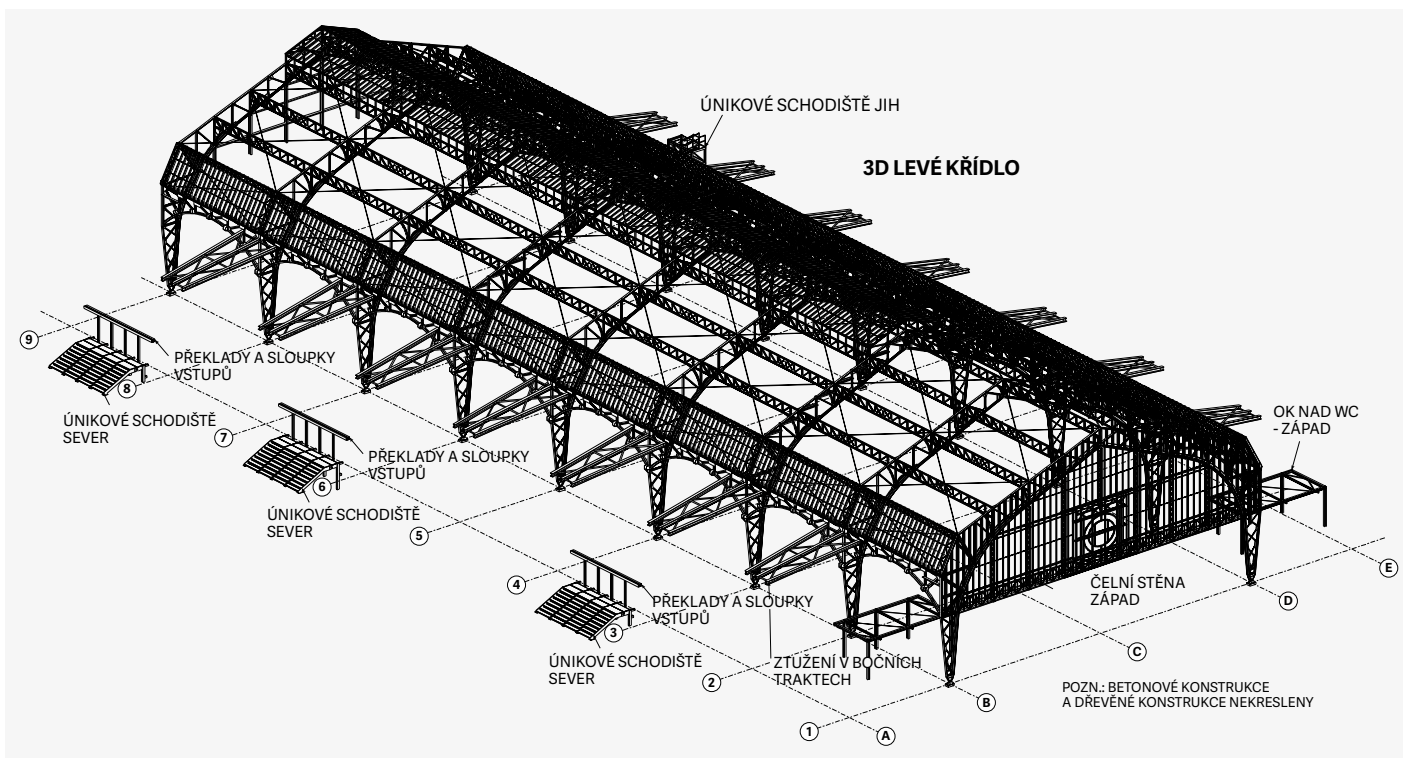 ÚNIKOVÉ SCHODIŠTĚ JIH
3D LEVÉ KŘÍDLO
9
PŘEKLADY A SLOUPKY
VSTUPŮ
8
ÚNIKOVÉ SCHODIŠTĚ
SEVER
7
PŘEKLADY A SLOUPKY
VSTUPŮ
6
ÚNIKOVÉ SCHODIŠTĚ
SEVER
5
OK NAD WC
- ZÁPAD
4
E
ČELNÍ STĚNA
ZÁPAD
D
PŘEKLADY A SLOUPKY
VSTUPŮ
3
C
ÚNIKOVÉ SCHODIŠTĚ
SEVER
ZTUŽENÍ V BOČNÍCH
TRAKTECH
2
POZN.: BETONOVÉ KONSTRUKCE
A DŘEVĚNÉ KONSTRUKCE NEKRESLENY
B
1
A